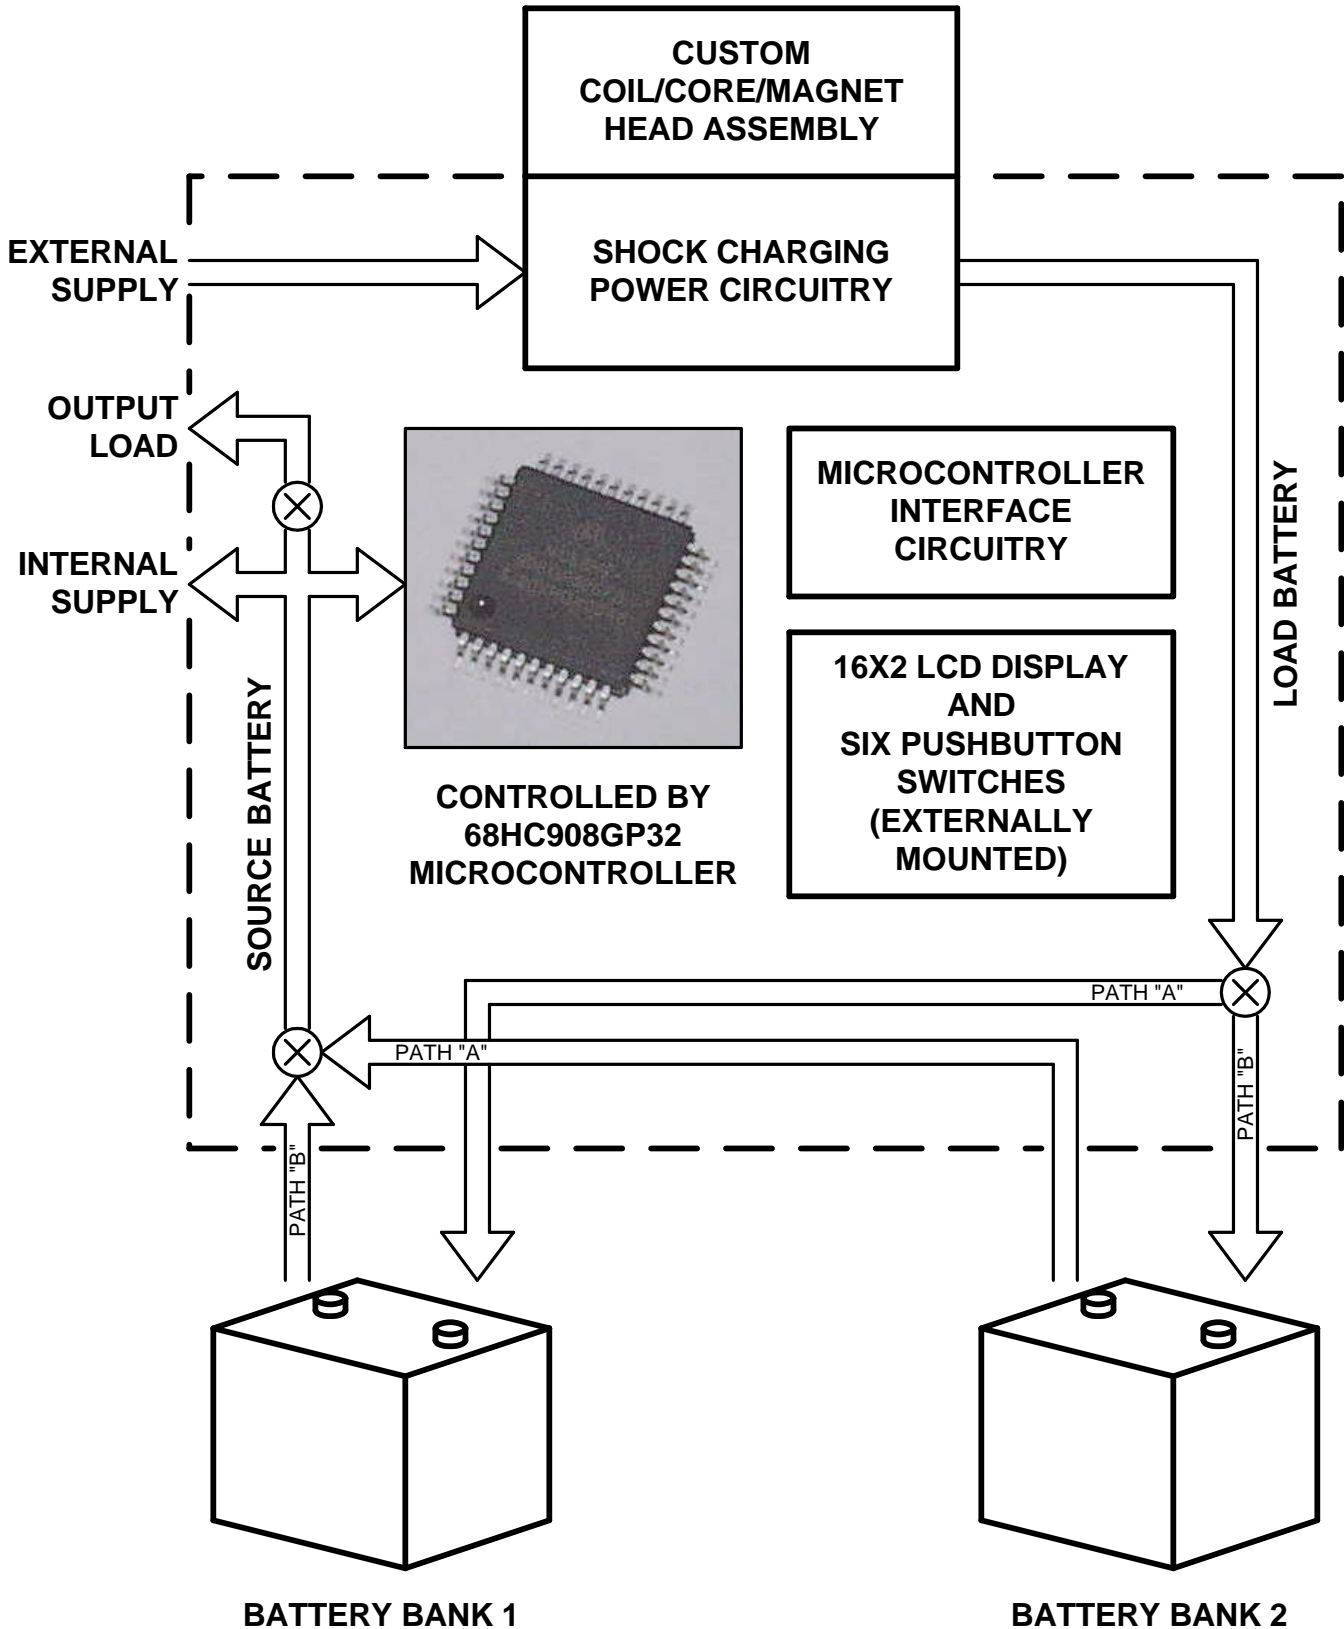 CUSTOM
COIL/CORE/MAGNET
HEAD ASSEMBLY
SHOCK CHARGING
POWER CIRCUITRY
EXTERNAL
SUPPLY
OUTPUT
LOAD
INTERNAL
SUPPLY
MICROCONTROLLER
INTERFACE
CIRCUITRY
LOAD BATTERY
16X2 LCD DISPLAY
AND
SIX PUSHBUTTON
SWITCHES
(EXTERNALLY
MOUNTED)
SOURCE BATTERY
CONTROLLED BY
68HC908GP32
MICROCONTROLLER
PATH "A"
PATH "A"
PATH "B"
PATH "B"
BATTERY BANK 1
BATTERY BANK 2